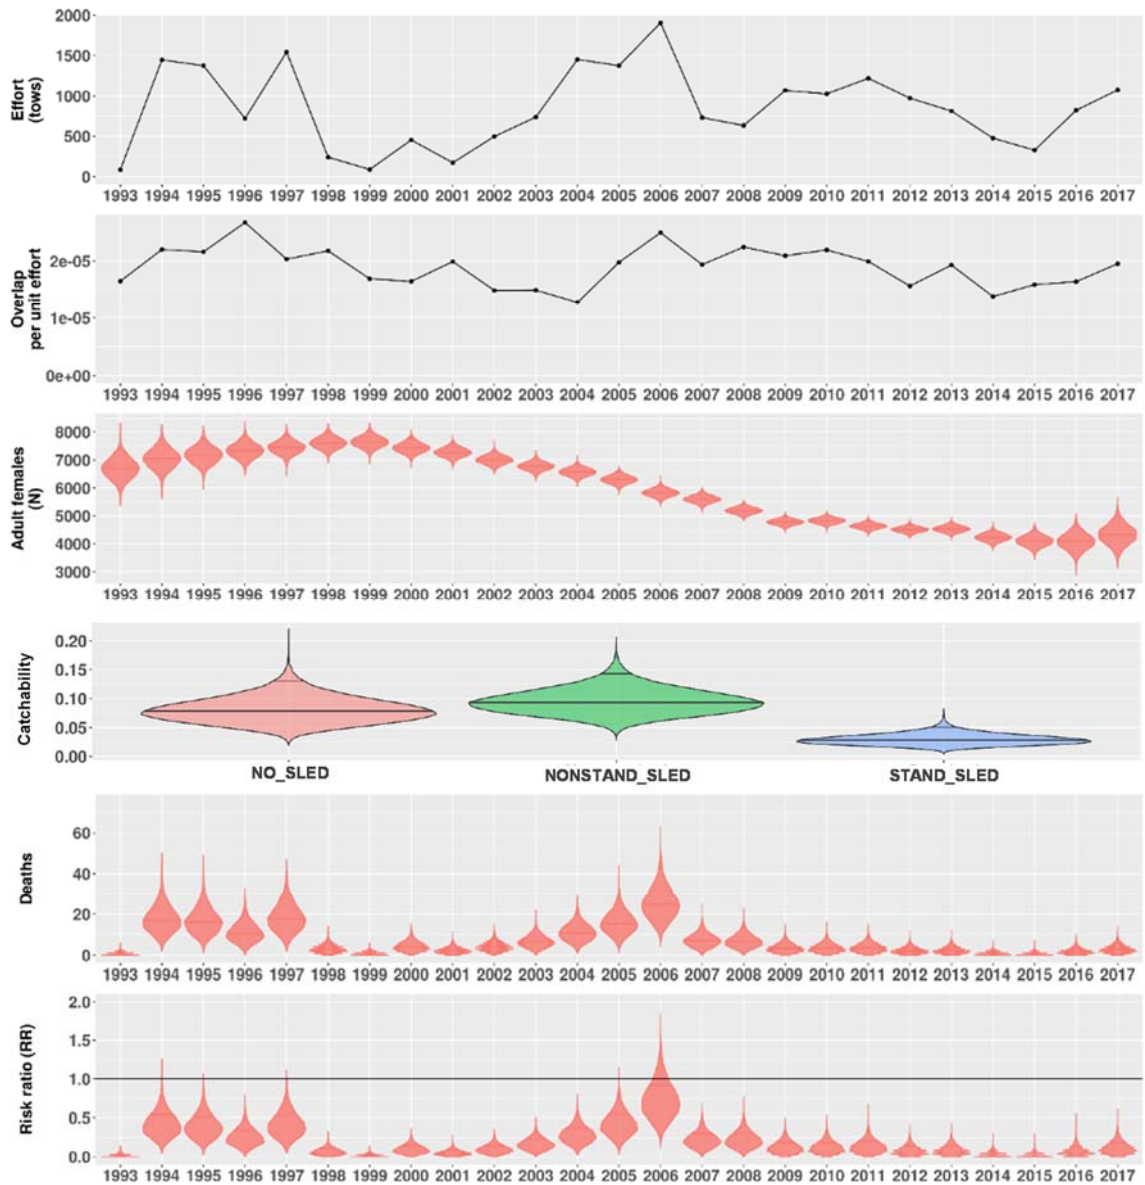 2000
1500
1000
500
0
Effort
(tows)
1993 1994 1995 1996 1997 1998 1999 2000 2001 2002 2003 2004 2005 2006 2007 2008 2009 2010 2011 2012 2013 2014 2015 2016 2017
2e-05
1e-05
0e+00
Overlap
per unit effort
1993 1994 1995 1996 1997 1998 1999 2000 2001 2002 2003 2004 2005 2006 2007 2008 2009 2010 2011 2012 2013 2014 2015 2016 2017
8000
7000
6000
5000
4000
3000
Adult females
(N)
1993 1994 1995 1996 1997 1998 1999 2000 2001 2002 2003 2004 2005 2006 2007 2008 2009 2010 2011 2012 2013 2014 2015 2016 2017
0.20
0.15
0.10
0.05
0.00
Catchability
NO_SLED NONSTAND_SLED STAND_SLED
60
40
20
0
Deaths
1993 1994 1995 1996 1997 1998 1999 2000 2001 2002 2003 2004 2005 2006 2007 2008 2009 2010 2011 2012 2013 2014 2015 2016 2017
2.0
1.5
1.0
0.5
0.0
Risk ratio (RR)
1993 1994 1995 1996 1997 1998 1999 2000 2001 2002 2003 2004 2005 2006 2007 2008 2009 2010 2011 2012 2013 2014 2015 2016 2017